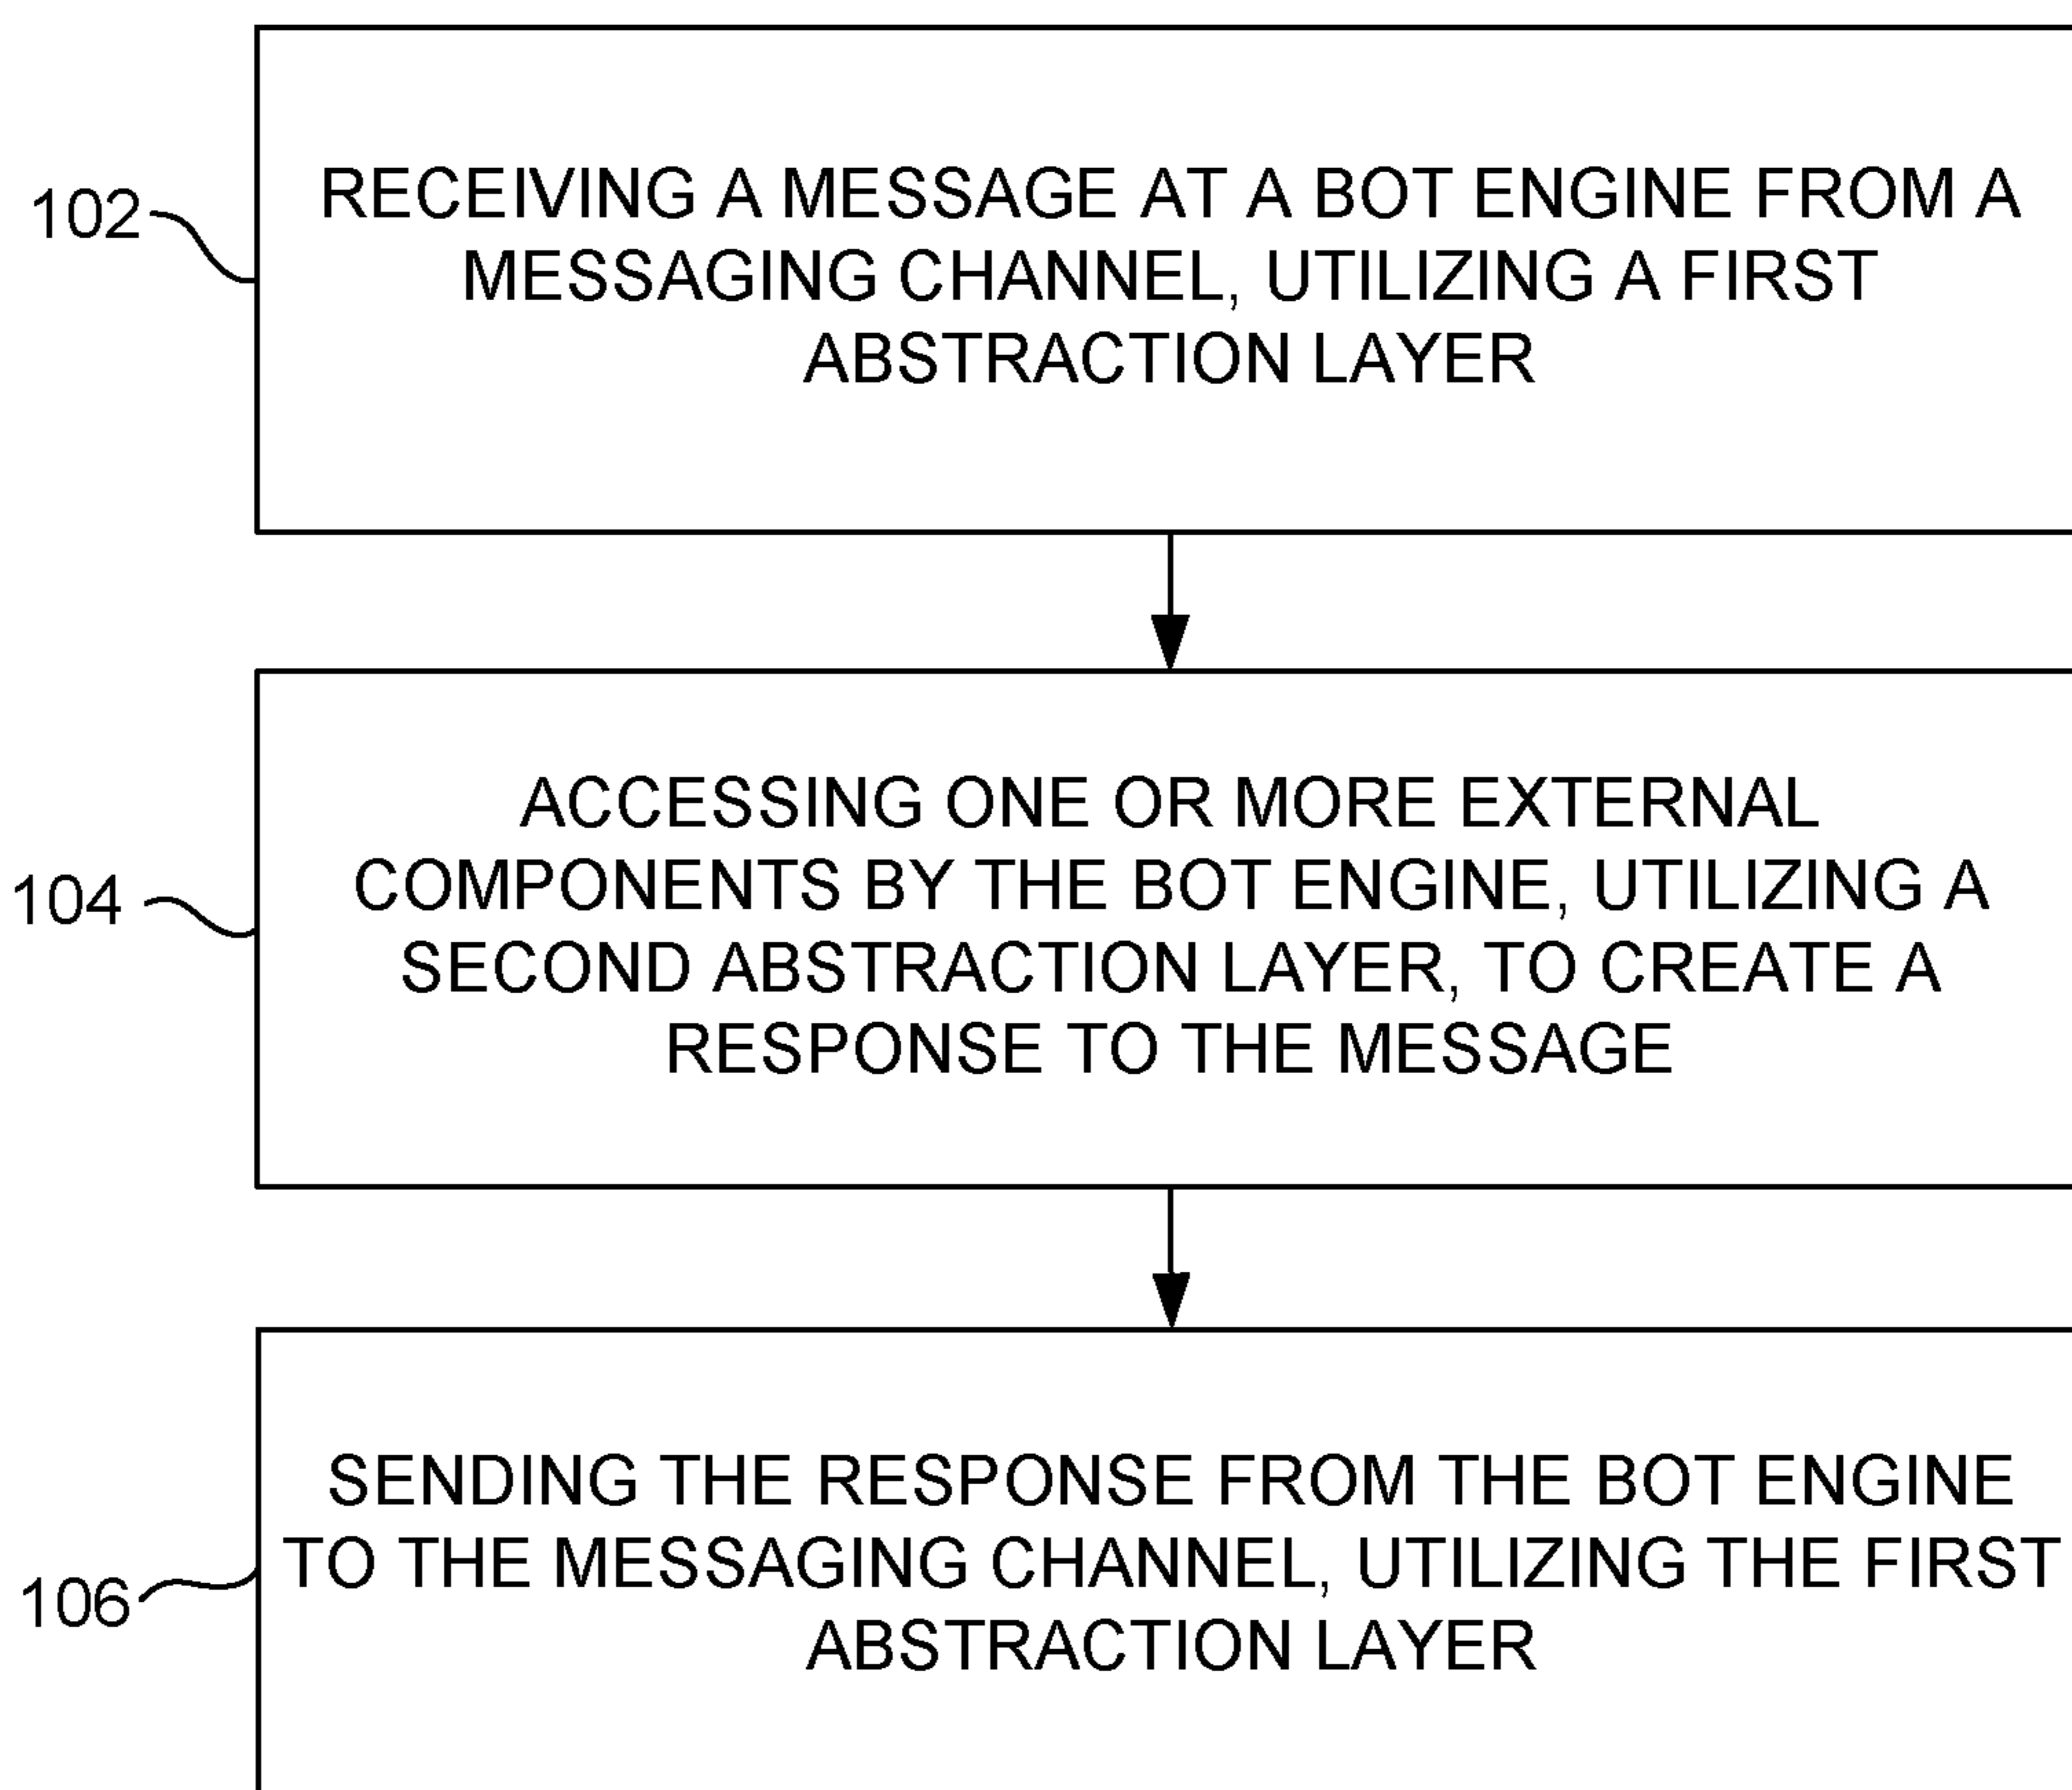 102
RECEIVING A MESSAGE AT A BOT ENGINE FROM A
MESSAGING CHANNEL, UTILIZING A FIRST
ABSTRACTION LAYER
104
ACCESSING ONE OR MORE EXTERNAL
COMPONENTS BY THE BOT ENGINE, UTILIZING A
SECOND ABSTRACTION LAYER, TO CREATE A
RESPONSE TO THE MESSAGE
106
SENDING THE RESPONSE FROM THE BOT ENGINE
TO THE MESSAGING CHANNEL, UTILIZING THE FIRST
ABSTRACTION LAYER